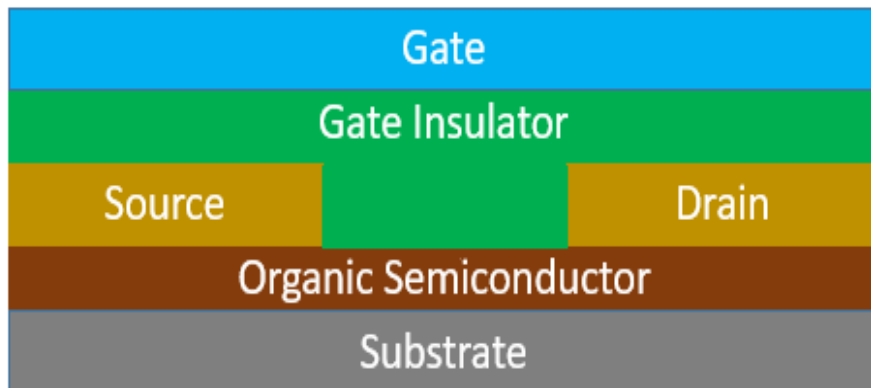 Gate
Gate Insulator
Source Drain
Organic Semiconductor
Substrate